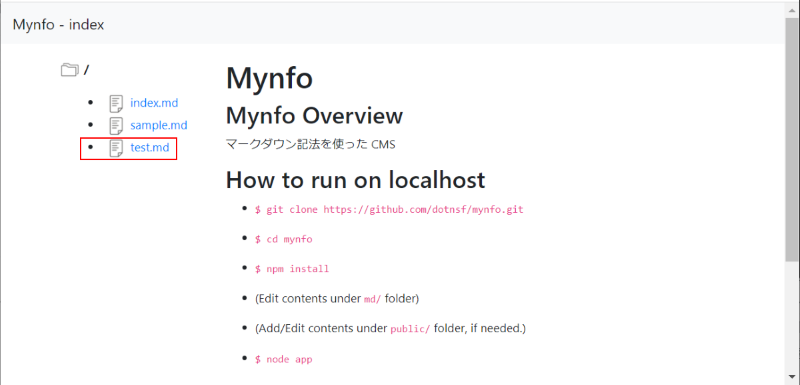 Mynfo - index
/
index.md
sample.md
test.md
Mynfo
Mynfo Overview
マークダウン記法を使った CMS
How to run on localhost
$ git clone https://github.com/dotnsf/mynfo.git
$ cd mynfo
$ npm install
(Edit contents under md/ folder)
(Add/Edit contents under public/ folder, if needed.)
$ node app